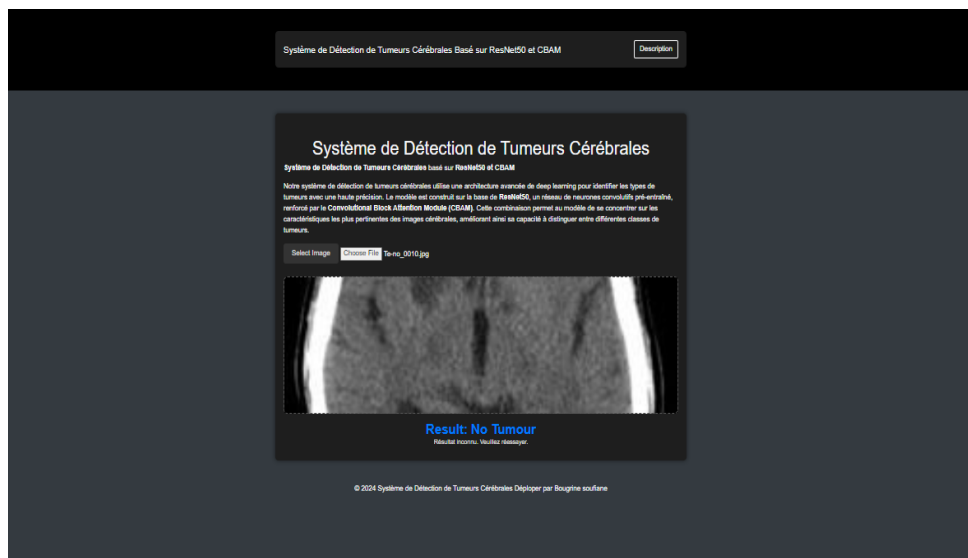 Système de Détection de Tumeurs Cérébrales Basé sur ResNet50 et CBAM
Description
Système de Détection de Tumeurs Cérébrales
Système de Détection de Tumeurs Cérébrales basé sur ResNet50 et CBAM
Notre système de détection de tumeurs cérébrales utilise une architecture avancée de deep learning pour identifier les types de
tumeurs avec une haute précision. Le modèle est construit sur la base de ResNet50, un réseau de neurones convolutifs pré-entraîné,
renforcé par le Convolutional Block Attention Module (CBAM). Cette combinaison permet au modèle de se concentrer sur les
caractéristiques les plus pertinentes des images cérébrales, améliorant ainsi sa capacité à distinguer entre différentes classes de
tumeurs.
Select Image Choose File Te-no_0010.jpg
Result: No Tumour
Résultat inconnu. Veuillez réessayer.
© 2024 Système de Détection de Tumeurs Cérébrales Déploper par Bougrine soufiane